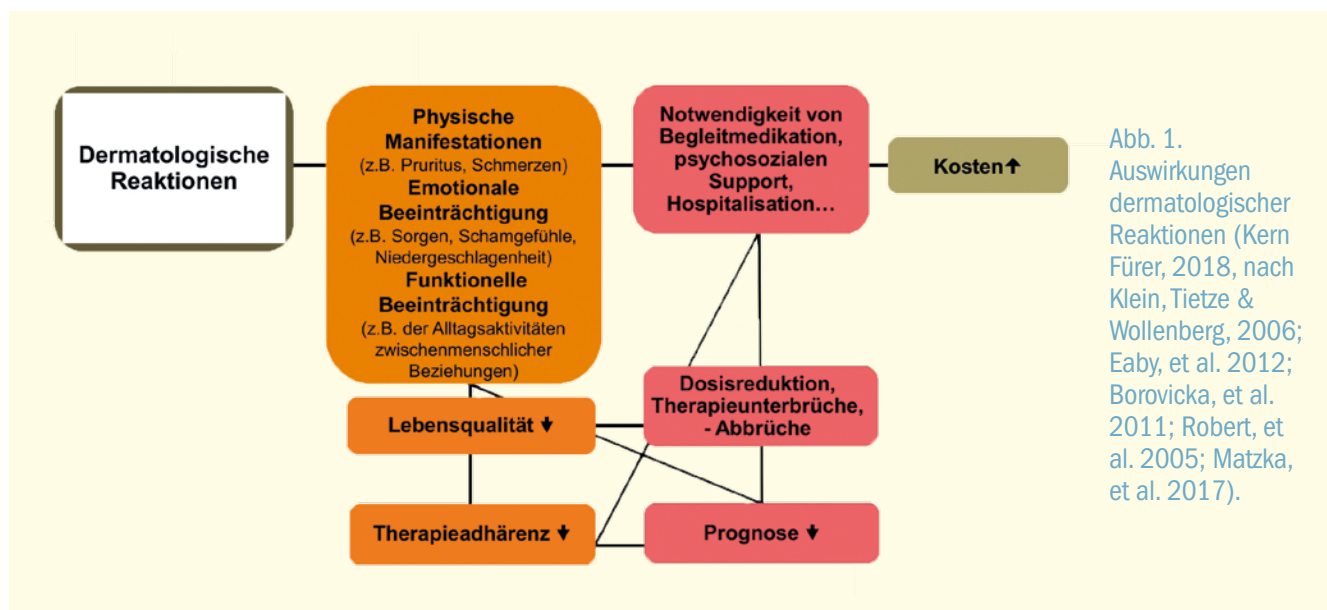 Dermatologische
Reaktionen
Physische
Manifestationen
(z.B. Pruritus, Schmerzen)
Emotionale
Beeinträchtigung
(z.B. Sorgen, Schamgefühle,
Niedergeschlagenheit)
Funktionelle
Beeinträchtigung
(z.B. der Alltagsaktivitäten
zwischenmenschlicher
Beziehungen)
Notwendigkeit von
Begleitmedikation,
psychosozialen
Support,
Hospitalisation...
Kosten↑
Lebensqualität ↓
Dosisreduktion,
Therapieunterbrüche,
- Abbrüche
Therapieadhärenz ↓
Prognose ↓
Abb. 1.
Auswirkungen
dermatologischer
Reaktionen (Kern
Fürer, 2018, nach
Klein, Tietze &
Wollenberg, 2006;
Eaby, et al. 2012;
Borovicka, et al.
2011; Robert, et
al. 2005; Matzka,
et al. 2017).